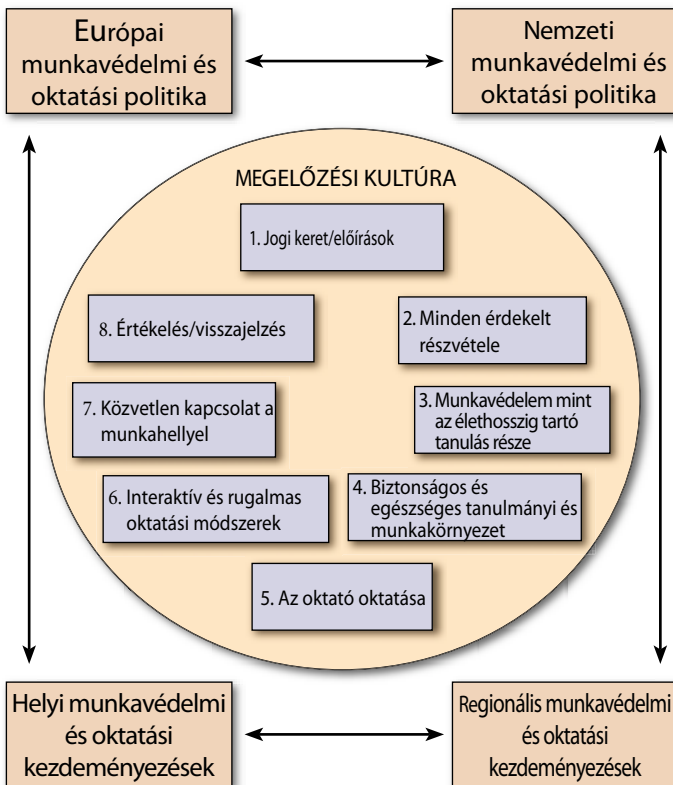 Európai
munkavédelmi és
oktatási politika
Nemzeti
munkavédelmi és
oktatási politika
MEGELŐZÉSI KULTÚRA
1. Jogi keret/előírások
2. Minden érdekelt
részvétele
3. Munkavédelem mint
az élethosszig tartó
tanulás része
4. Biztonságos és
egészséges tanulmányi és
munkakörnyezet
5. Az oktató oktatása
6. Interaktív és rugalmas
oktatási módszerek
7. Közvetlen kapcsolat a
munkahellyel
8. Értékelés/visszajelzés
Helyi munkavédelmi
és oktatási
kezdeményezések
Regionális munkavédelmi
és oktatási
kezdeményezések